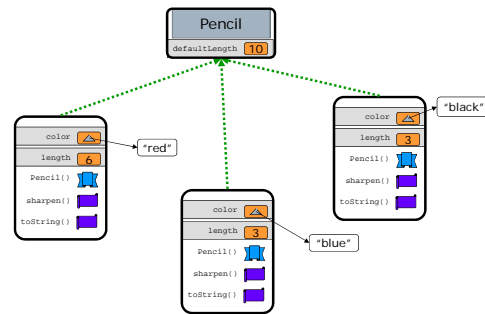 Pencil
defaultLength 10
color "red"
length 6
Pencil()
sharpen()
toString()
color "blue"
length 3
Pencil()
sharpen()
toString()
color "black"
length 3
Pencil()
sharpen()
toString()